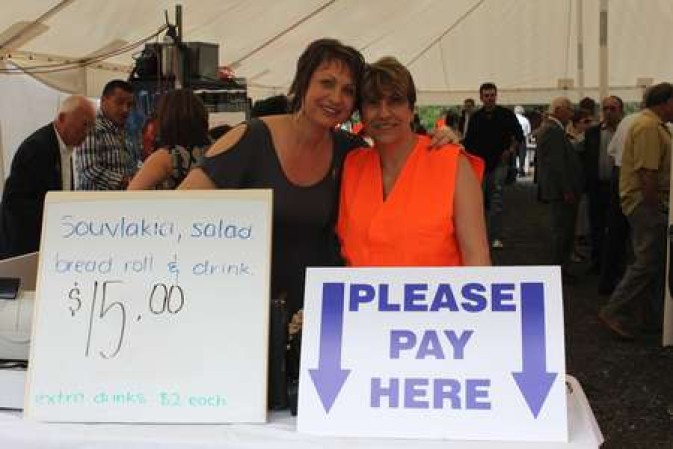 Souvlakia, salad
bread roll & drink.
$15.00
extra drinks $2 each
PLEASE
PAY
HERE